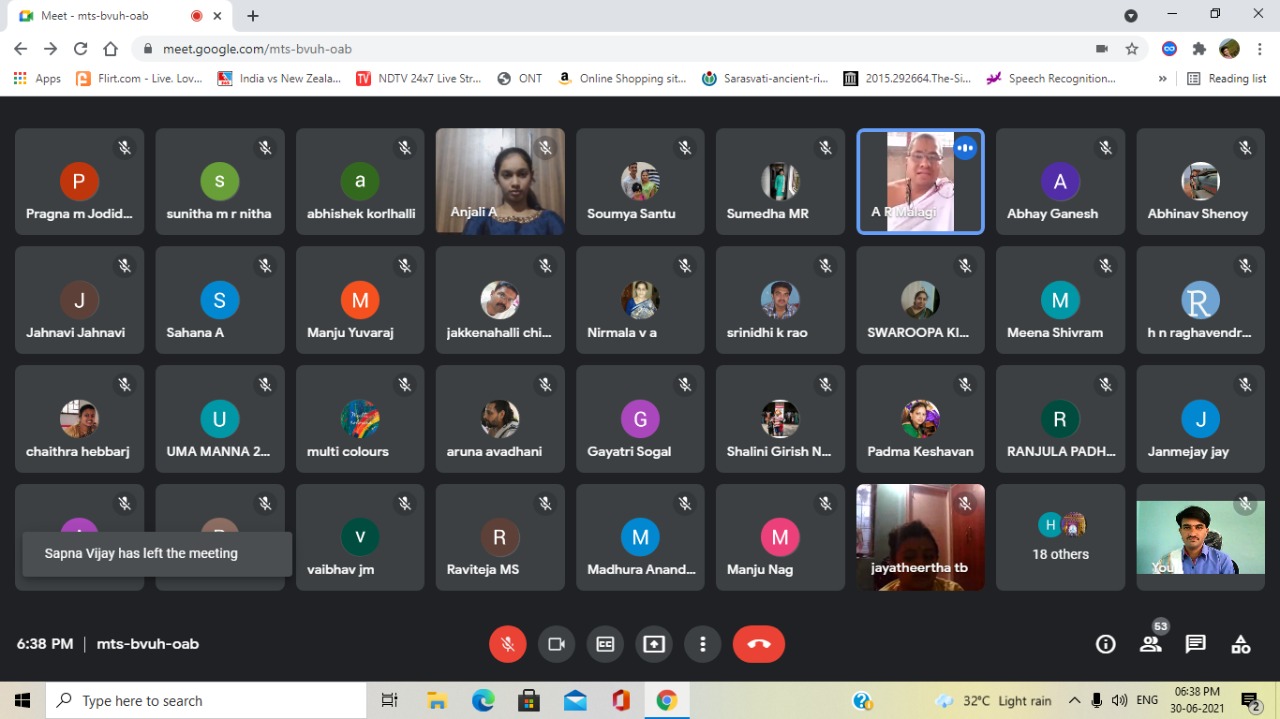 Meet - mts-bvuh-oab
meet.google.com/mts-bvuh-oab
Apps Flirt.com - Live. Lov... India vs New Zeala... NDTV 24x7 Live Str... ONT Online Shopping sit... Sarasvati-ancient-ri... 2015.292664.The-Si... Speech Recognition... » Reading list
P s a A
Pragna m Jodid... sunitha m r nitha abhishek korlhalli Anjali A Soumya Santu Sumedha MR A R Malagi Abhay Ganesh Abhinav Shenoy
J S M M R
Jahnavi Jahnavi Sahana A Manju Yuvaraj jakkenahalli chi... Nirmala v a srinidhi k rao SWAROOPA KI... Meena Shivram h n raghavendr...
U G R J
chaithra hebbarj UMA MANNA 2... multi colours aruna avadhani Gayatri Sogal Shalini Girish N... Padma Keshavan RANJULA PADH... Janmejay jay
v R M M H
Sapna Vijay has left the meeting
18 others
vaibhav jm Raviteja MS Madhura Anand... Manju Nag jayatheertha tb You
53
6:38 PM | mts-bvuh-oab
CC
Type here to search
32°C Light rain ENG 06:38 PM
30-06-2021 2